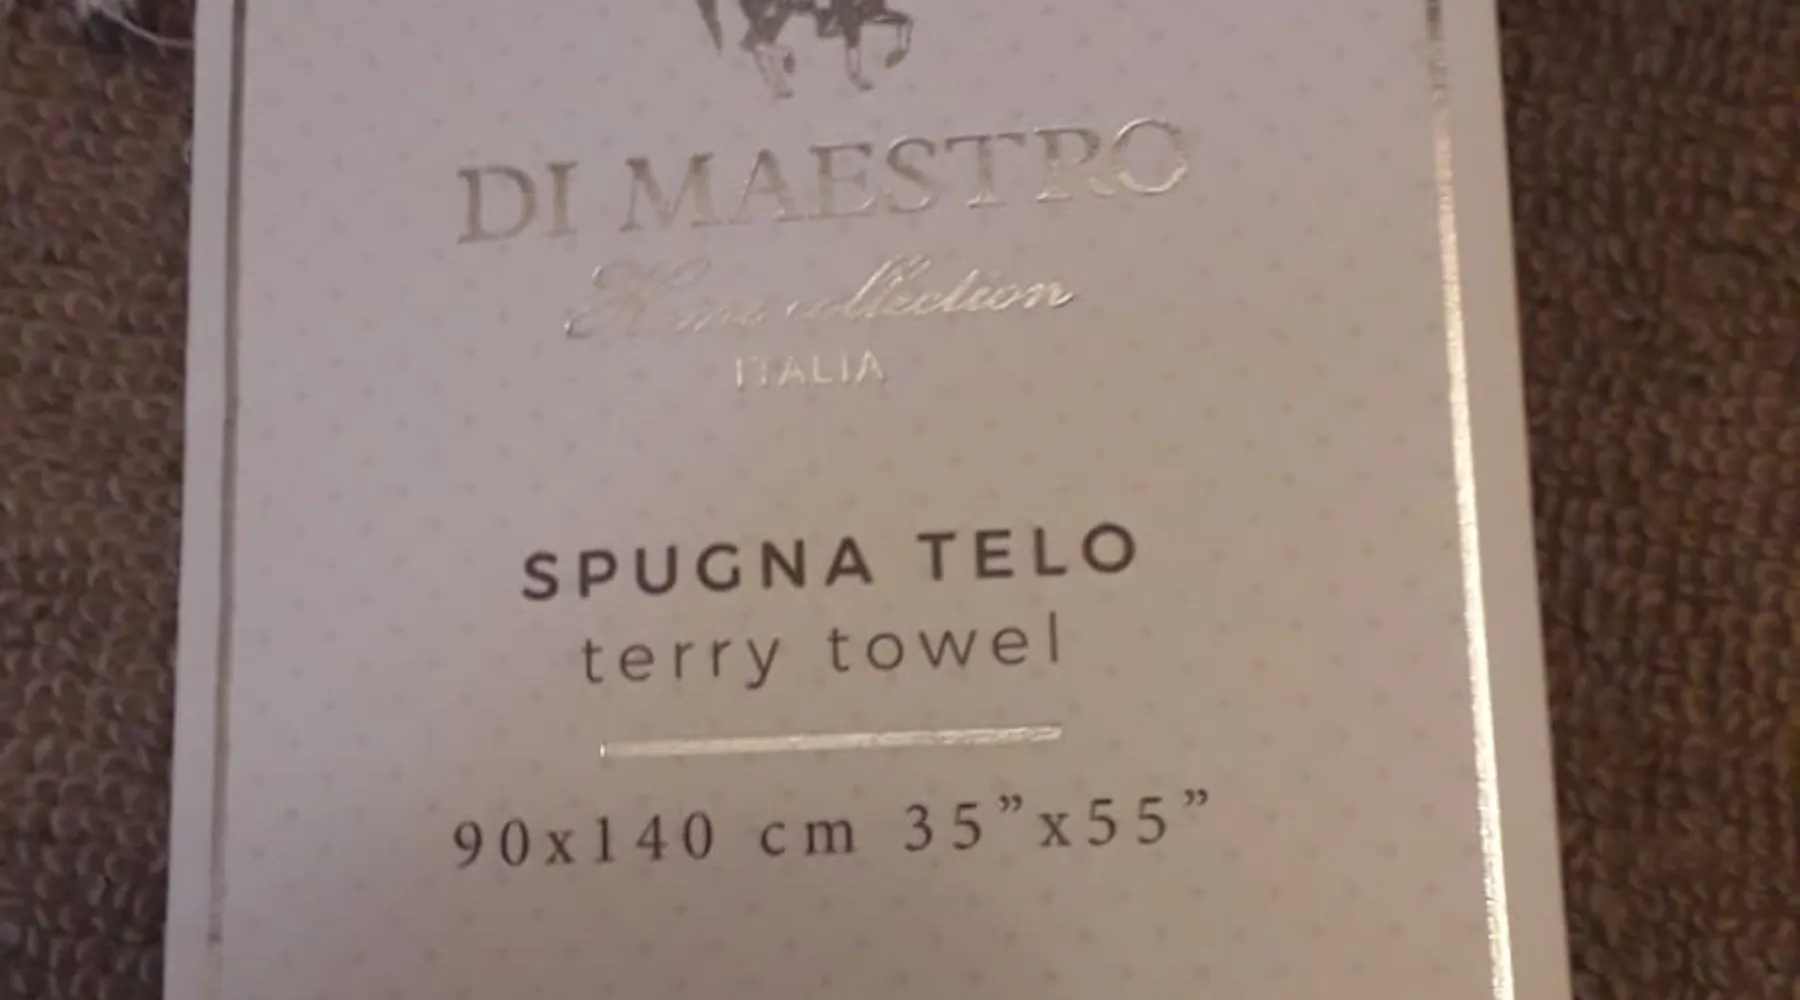 DI MAESTRO
Home collection
ITALIA
SPUGNA TELO
terry towel
90x140 cm 35”x55”